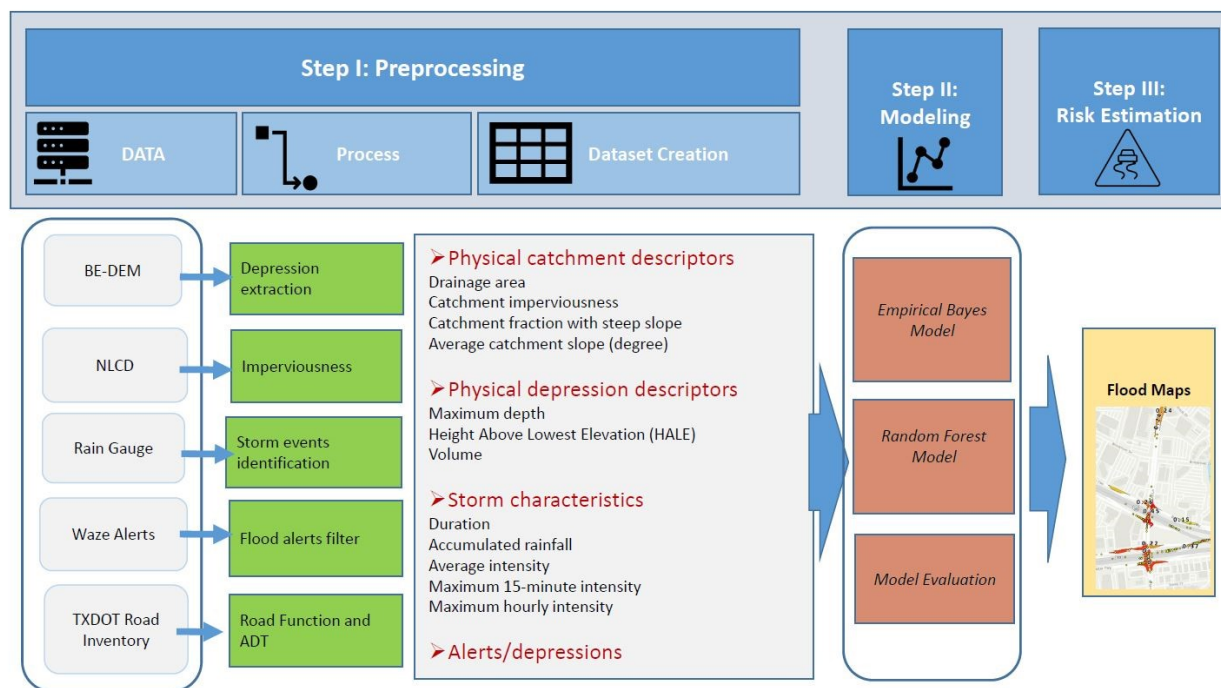 Step I: Preprocessing
Step II:
Modeling
Step III:
Risk Estimation
DATA
Process
Dataset Creation
BE-DEM
Depression
extraction
NLCD
Imperviousness
Rain Gauge
Storm events
identification
Waze Alerts
Flood alerts filter
TXDOT Road
Inventory
Road Function and
ADT
Physical catchment descriptors
Drainage area
Catchment imperviousness
Catchment fraction with steep slope
Average catchment slope (degree)
Physical depression descriptors
Maximum depth
Height Above Lowest Elevation (HALE)
Volume
Storm characteristics
Duration
Accumulated rainfall
Average intensity
Maximum 15-minute intensity
Maximum hourly intensity
Alerts/depressions
Empirical Bayes
Model
Random Forest
Model
Model Evaluation
Flood Maps
0.24
0.15